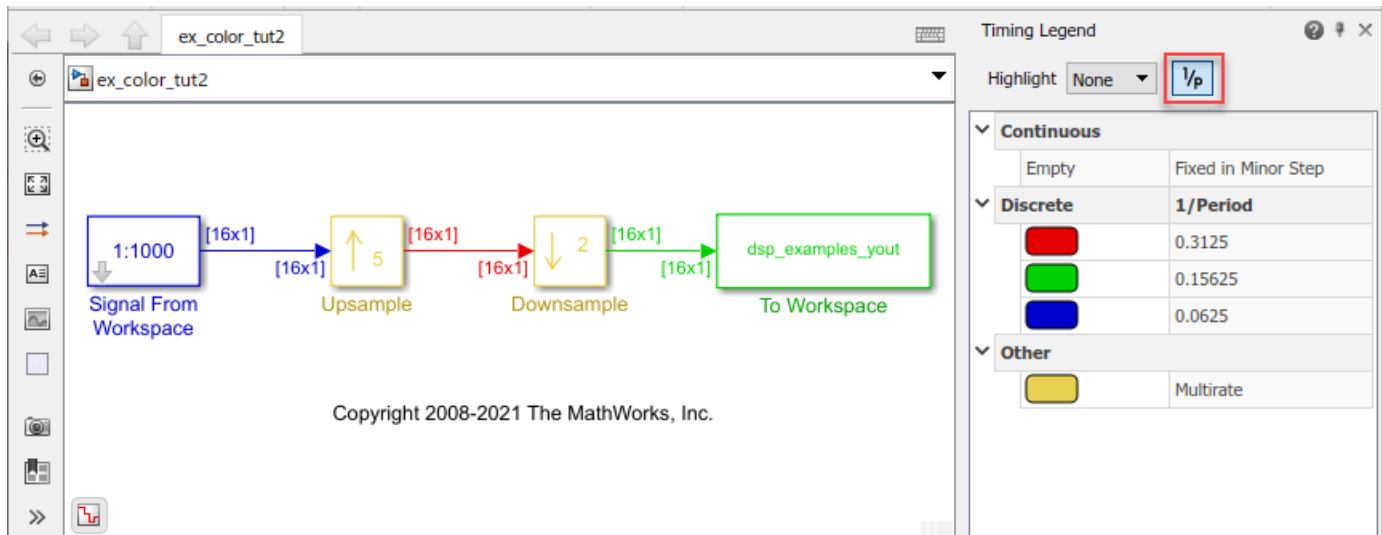 ex_color_tut2
Timing Legend
ex_color_tut2
Highlight None 1/p
Continuous
Empty Fixed in Minor Step
Discrete 1/Period
0.3125
0.15625
0.0625
Other
Multirate
1:1000
[16x1]
[16x1]
5
[16x1]
[16x1]
2
[16x1]
[16x1]
dsp_examples_yout
Signal From
Workspace
Upsample
Downsample
To Workspace
Copyright 2008-2021 The MathWorks, Inc.